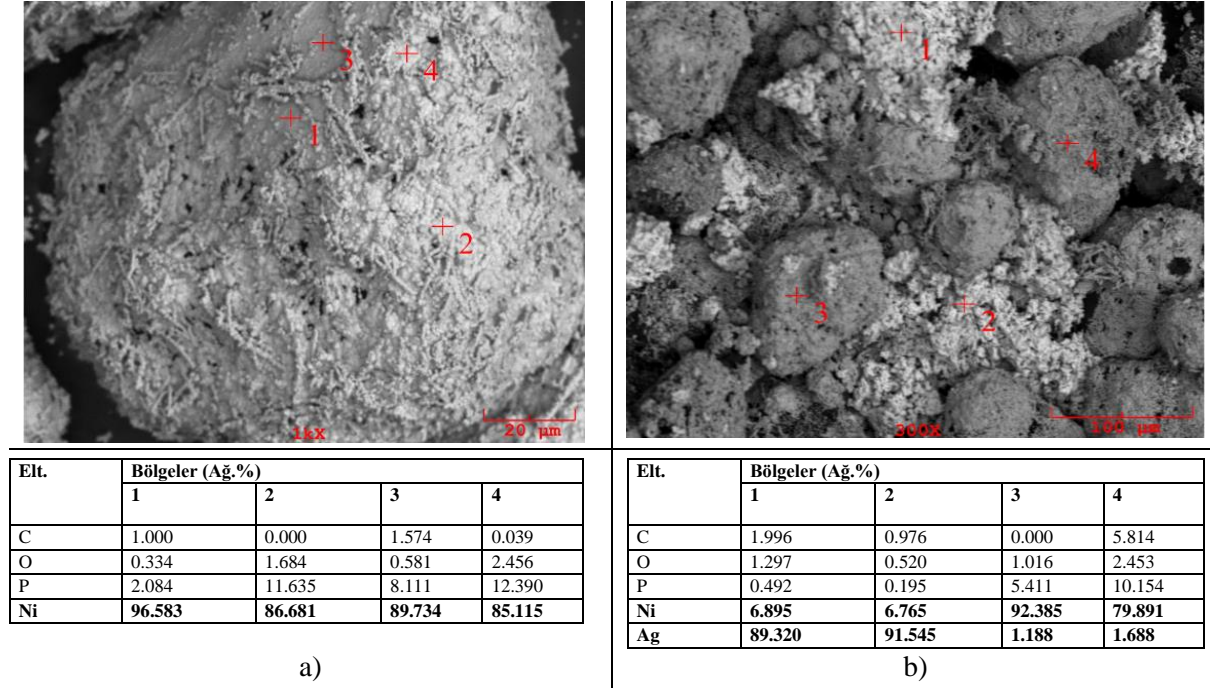 3
4
1
2
1kX
20 µm
1
4
3
2
300X
100 µm
Elt. Bölgeler (Ağ.%)
1 2 3 4
C 1.000 0.000 1.574 0.039
O 0.334 1.684 0.581 2.456
P 2.084 11.635 8.111 12.390
Ni 96.583 86.681 89.734 85.115
a)
Elt. Bölgeler (Ağ.%)
1 2 3 4
C 1.996 0.976 0.000 5.814
O 1.297 0.520 1.016 2.453
P 0.492 0.195 5.411 10.154
Ni 6.895 6.765 92.385 79.891
Ag 89.320 91.545 1.188 1.688
b)